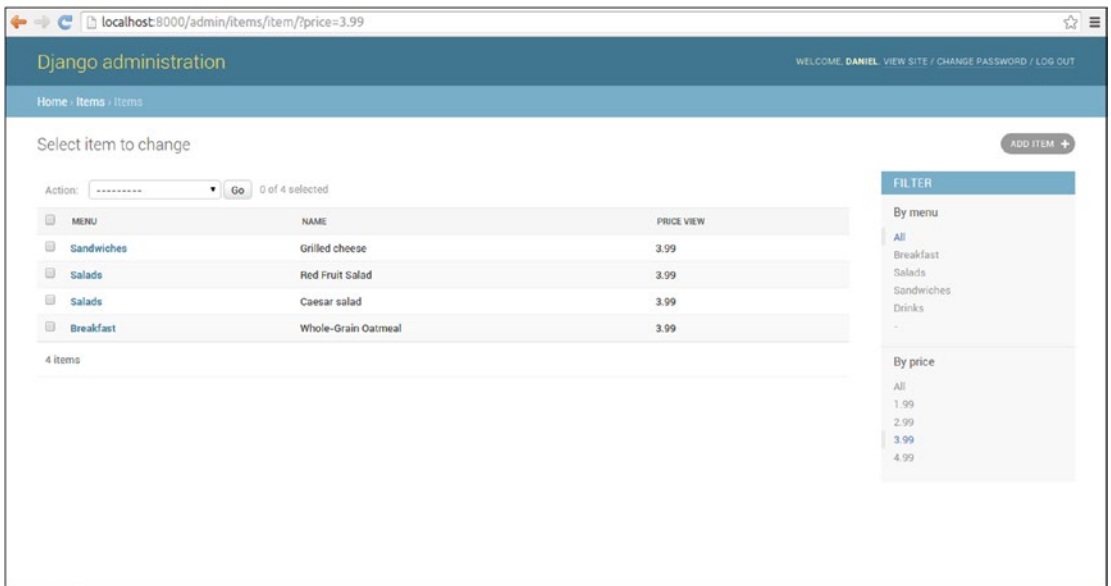 localhost:8000/admin/items/item/?price=3.99
Django administration
WELCOME, DANIEL. VIEW SITE / CHANGE PASSWORD / LOG OUT
Home › Items › Items
Select item to change
ADD ITEM +
Action: --------- Go 0 of 4 selected
MENU NAME PRICE VIEW
Sandwiches Grilled cheese 3.99
Salads Red Fruit Salad 3.99
Salads Caesar salad 3.99
Breakfast Whole-Grain Oatmeal 3.99
4 items
FILTER
By menu
All
Breakfast
Salads
Sandwiches
Drinks
-
By price
All
1.99
2.99
3.99
4.99